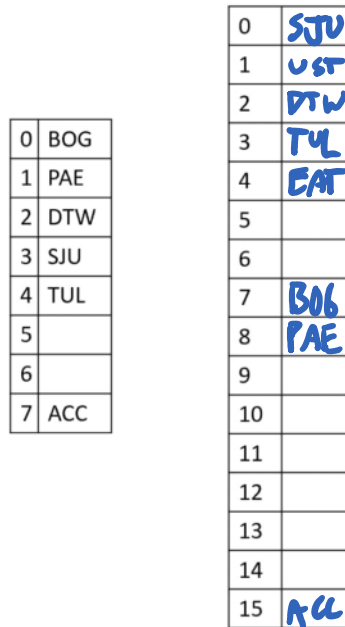 0 BOG
1 PAE
2 DTW
3 SJU
4 TUL
5
6
7 ACC
0 SJU
1 UST
2 DTW
3 TUL
4 EAT
5
6
7 BOG
8 PAE
9
10
11
12
13
14
15 ACC